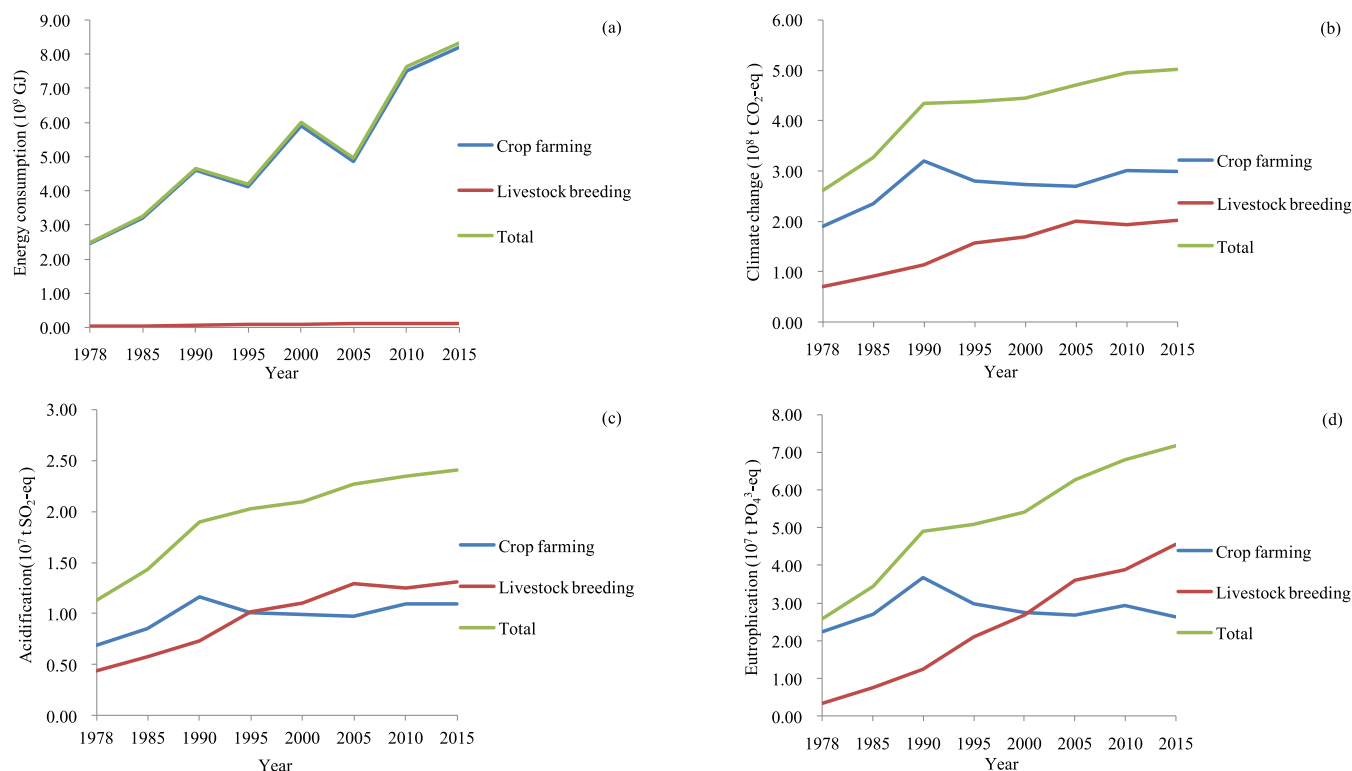 (a)
Energy consumption (10⁹ GJ)
9.00
8.00
7.00
6.00
5.00
4.00
3.00
2.00
1.00
0.00
1978 1985 1990 1995 2000 2005 2010 2015
Year
Crop farming
Livestock breeding
Total
(b)
Climate change (10⁸ t CO₂-eq )
6.00
5.00
4.00
3.00
2.00
1.00
0.00
1978 1985 1990 1995 2000 2005 2010 2015
Year
Crop farming
Livestock breeding
Total
(c)
Acidification(10⁷ t SO₂-eq )
3.00
2.50
2.00
1.50
1.00
0.50
0.00
1978 1985 1990 1995 2000 2005 2010 2015
Year
Crop farming
Livestock breeding
Total
(d)
Eutrophication (10⁷ t PO₄³-eq )
8.00
7.00
6.00
5.00
4.00
3.00
2.00
1.00
0.00
1978 1985 1990 1995 2000 2005 2010 2015
Year
Crop farming
Livestock breeding
Total